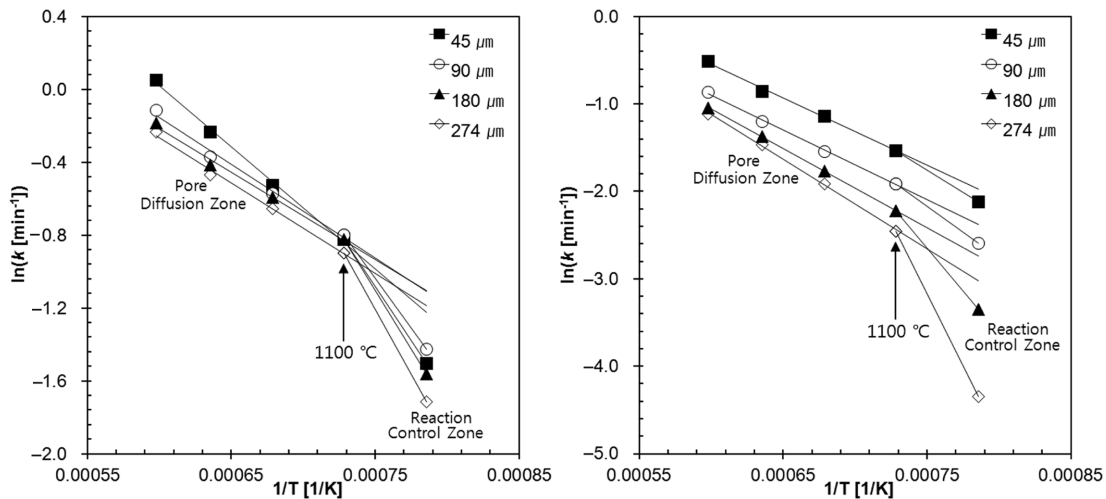 0.4
0.0
–0.4
–0.8
–1.2
–1.6
–2.0
ln(k [min⁻¹])
45 ㎛
90 ㎛
180 ㎛
274 ㎛
Pore
Diffusion Zone
1100 ℃
Reaction
Control Zone
0.00055
0.00065
0.00075
0.00085
1/T [1/K]
0.0
–1.0
–2.0
–3.0
–4.0
–5.0
ln(k [min⁻¹])
45 ㎛
90 ㎛
180 ㎛
274 ㎛
Pore
Diffusion Zone
1100 ℃
Reaction
Control Zone
0.00055
0.00065
0.00075
0.00085
1/T [1/K]